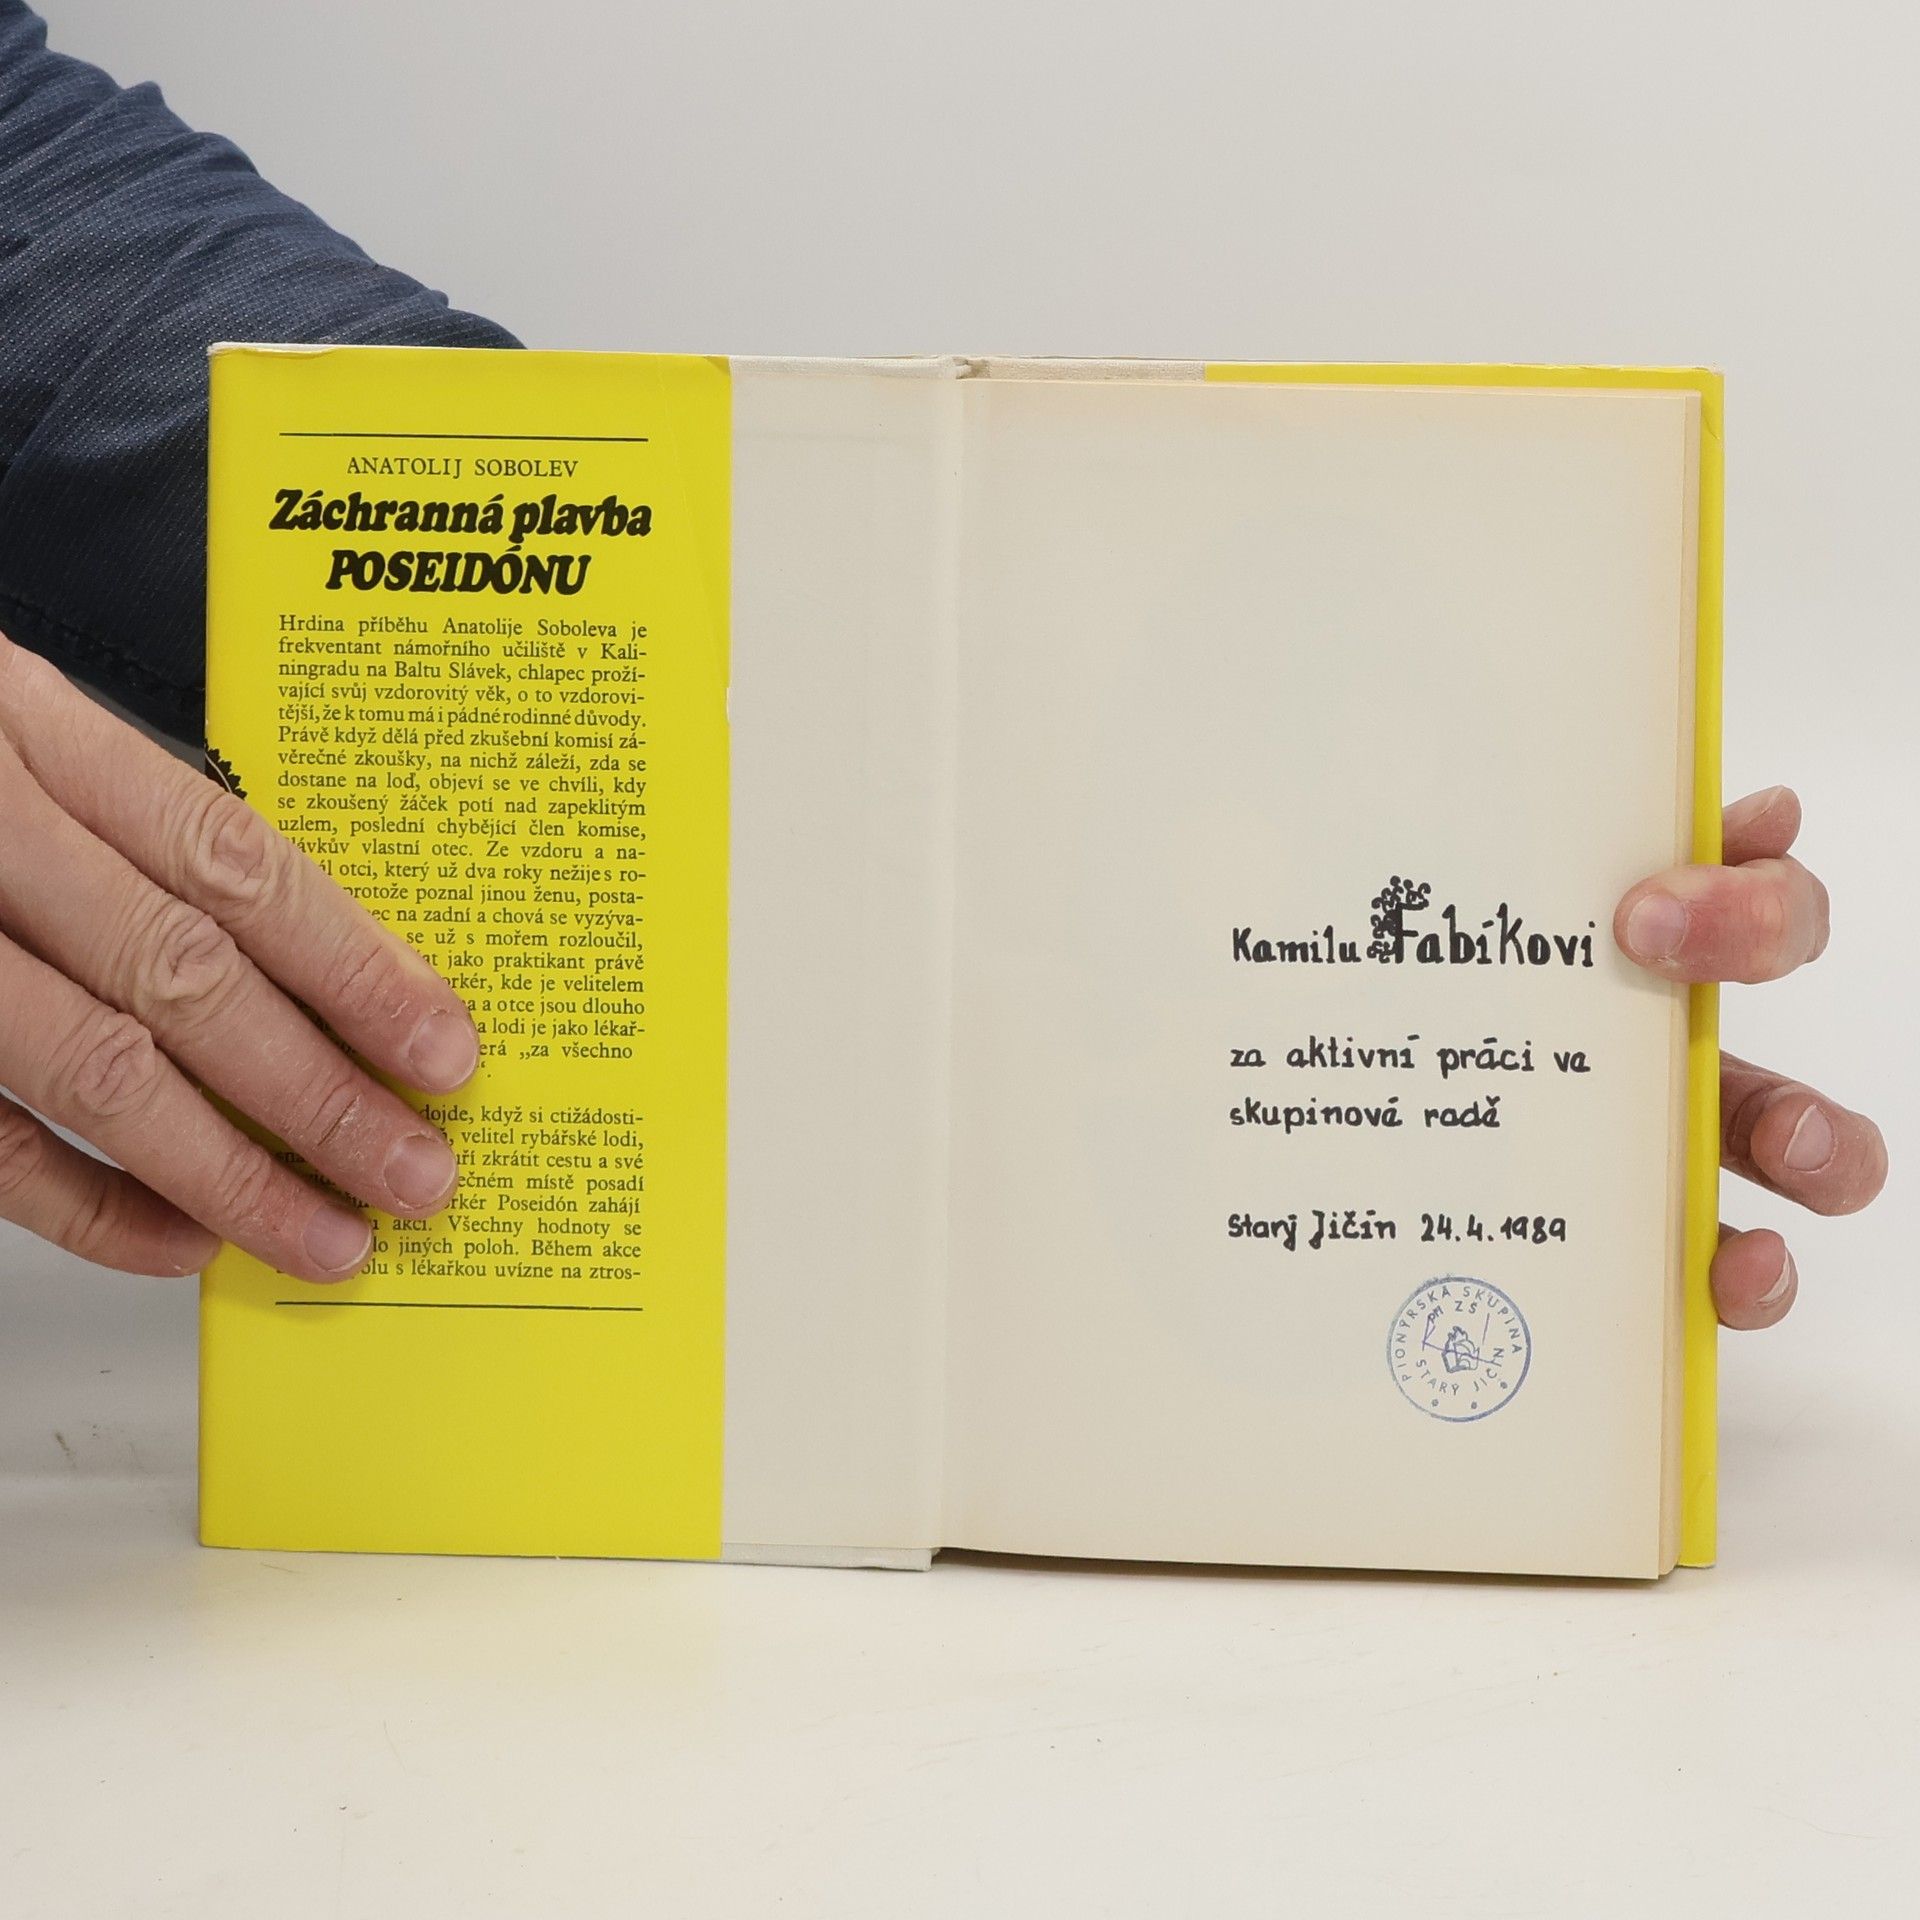 ANATOLIJ SOBOLEV
Záchranná plavba
POSEIDÓNU
Hrdina příběhu Anatolije Soboleva je
frekventant námořního učiliště v Kali-
ningradu na Baltu Slávek, chlapec proží-
vající svůj vzdorovitý věk, o to vzdorovi-
tější, že k tomu má i pádné rodinné důvody.
Právě když dělá před zkušební komisí zá-
věrečné zkoušky, na nichž záleží, zda se
dostane na loď, objeví se ve chvíli, kdy
se zkoušený žáček potí nad zapeklitým
uzlem, poslední chybějící člen komise,
lávkův vlastní otec. Ze vzdoru a na-
otci, který už dva roky nežije s ro-
protože poznal jinou ženu, posta-
na zadní a chová se vyzýva-
se už s mořem rozloučil,
jako praktikant právě
kde je velitelem
a otce jsou dlouho
lodi je jako lékař-
„za všechno
“.
dojde, když si ctižádosti-
velitel rybářské lodi,
zkrátit cestu a své
místě posadí
Poseidón zahájí
akci. Všechny hodnoty se
do jiných poloh. Během akce
s lékařkou uvízne na ztros-
Kamilu Fabíkovi
za aktivní práci ve
skupinové radě
Starý Jičín 24.4.1989
PIONÝRSKÁ SKUPINA
PŘI ZŠ
STARÝ JIČÍN